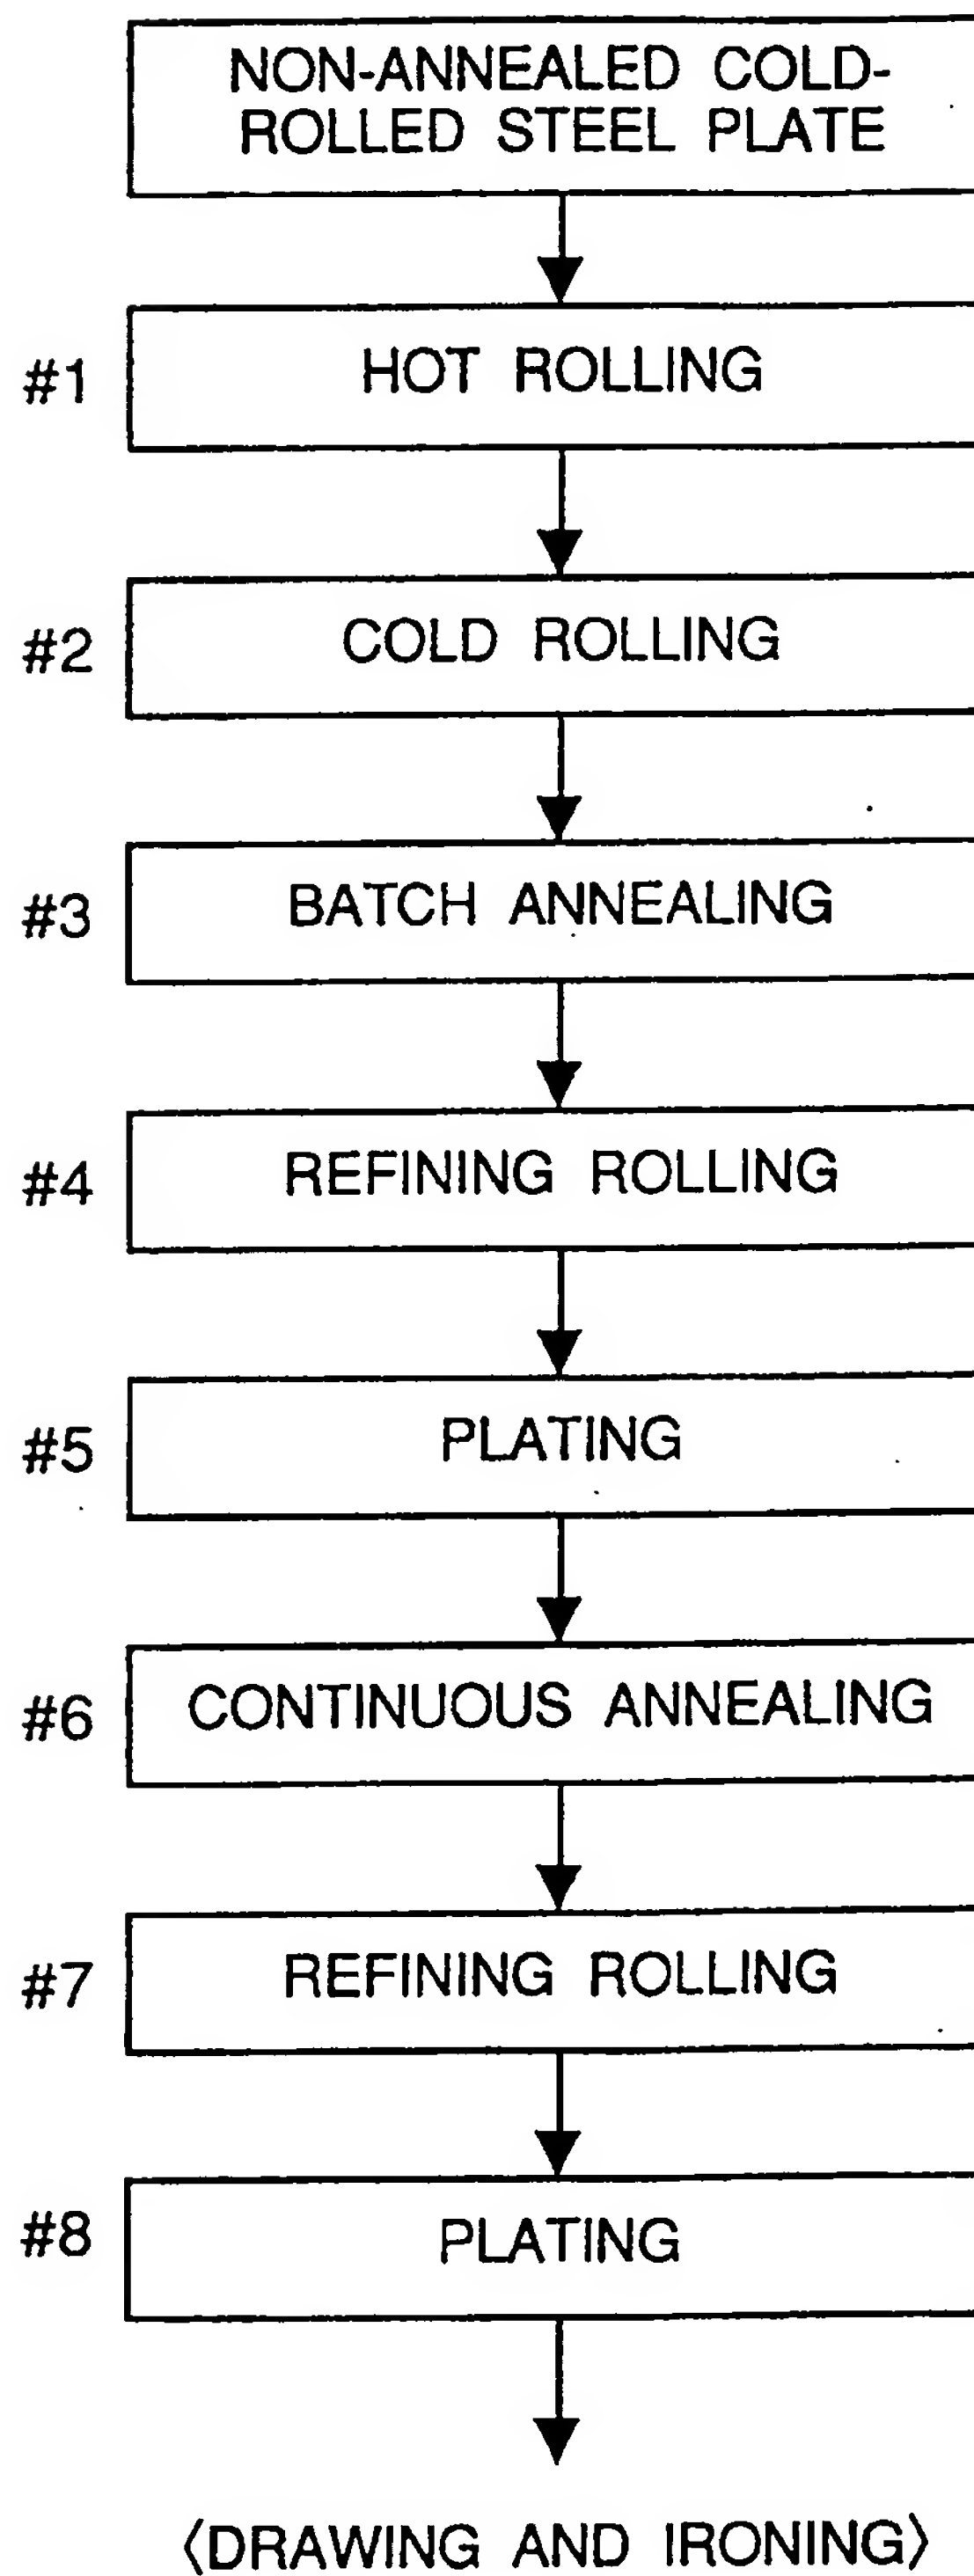 NON-ANNEALED COLD-
ROLLED STEEL PLATE
#1 HOT ROLLING
#2 COLD ROLLING
#3 BATCH ANNEALING
#4 REFINING ROLLING
#5 PLATING
#6 CONTINUOUS ANNEALING
#7 REFINING ROLLING
#8 PLATING
〈DRAWING AND IRONING〉